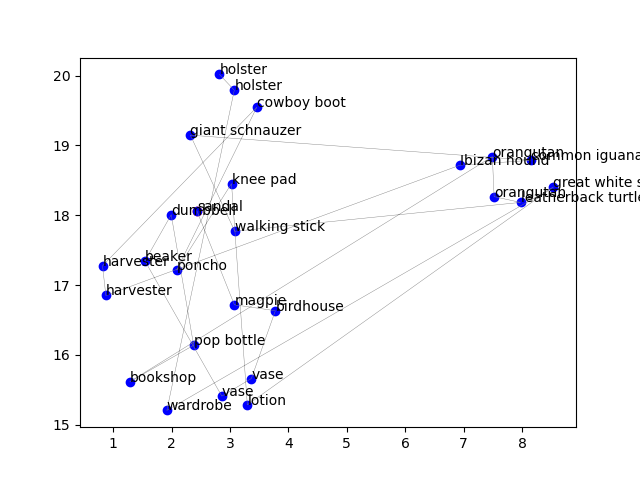 holster
holster
cowboy boot
giant schnauzer
orangutan
common iguana
Ibizan hound
knee pad
great white s
orangutan
leatherback turtle
sandal
dumbbell
walking stick
beaker
harvester
poncho
harvester
magpie
birdhouse
pop bottle
bookshop
vase
vase
lotion
wardrobe
20
19
18
17
16
15
1 2 3 4 5 6 7 8